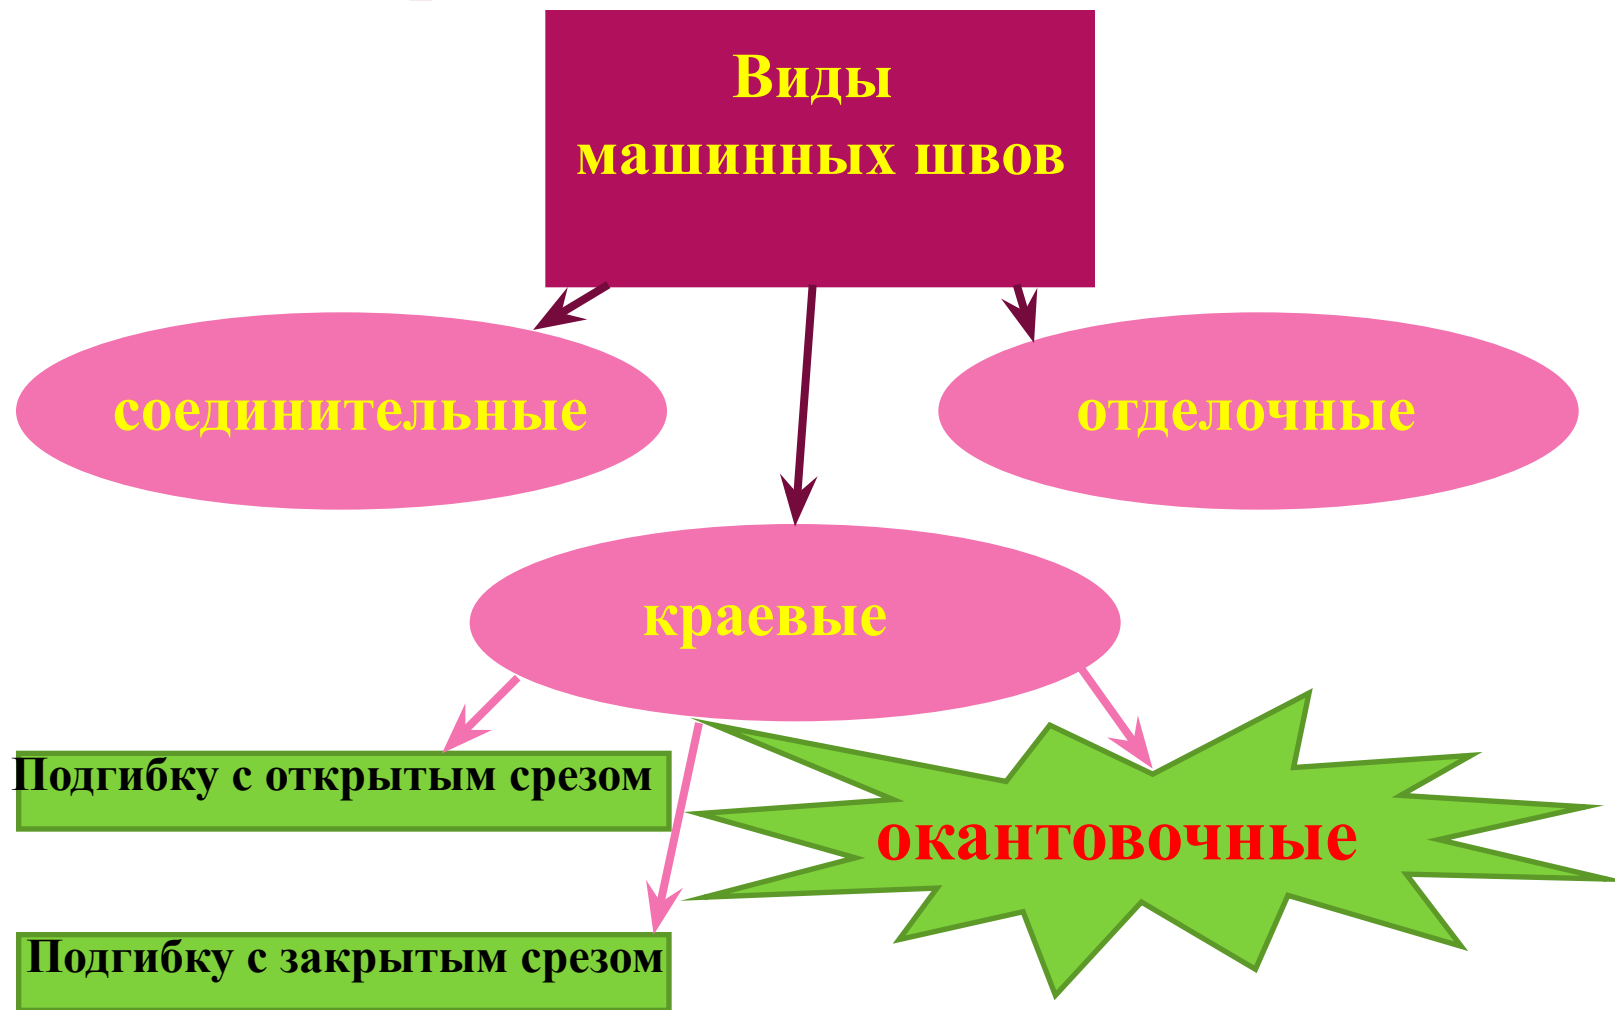 Виды
машинных швов
соединительные
отделочные
краевые
Подгибку с открытым срезом
окантовочные
Подгибку с закрытым срезом